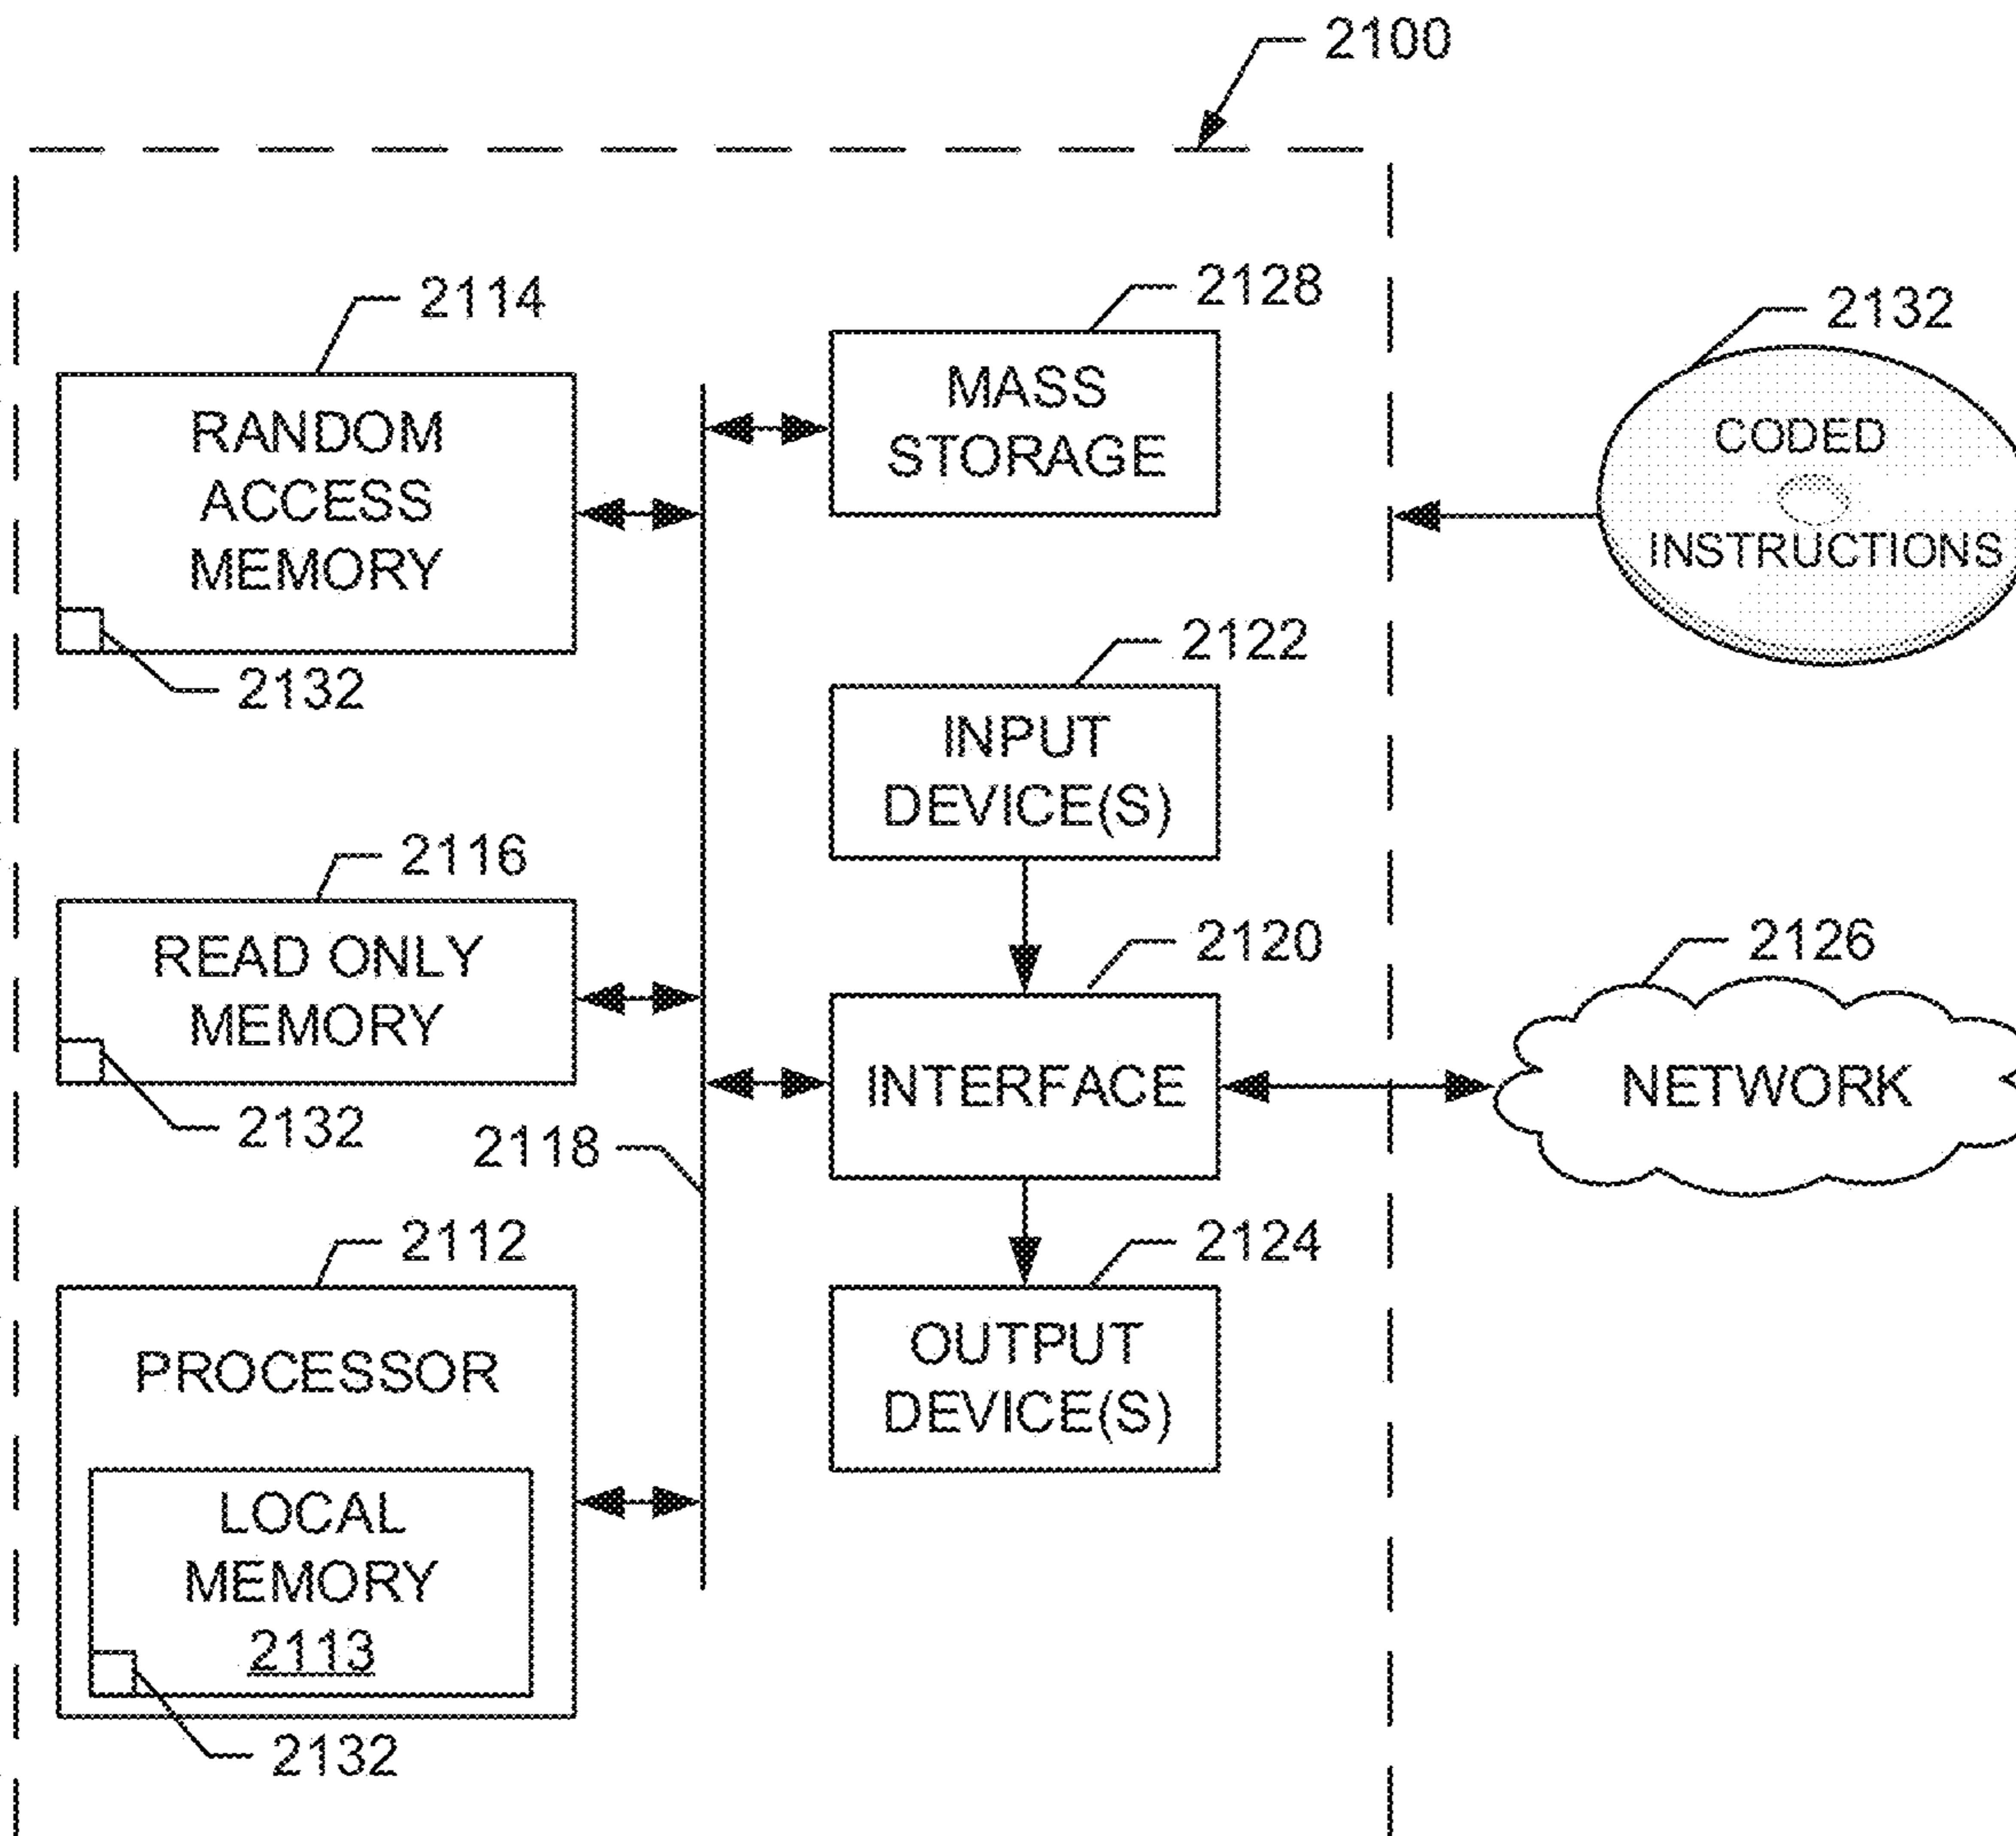 2100
2114
RANDOM
ACCESS
MEMORY
2132
2128
MASS
STORAGE
2132
CODED
INSTRUCTIONS
2122
INPUT
DEVICE(S)
2116
READ ONLY
MEMORY
2132
2118
2120
INTERFACE
2126
NETWORK
2112
PROCESSOR
LOCAL
MEMORY
2113
2132
2124
OUTPUT
DEVICE(S)